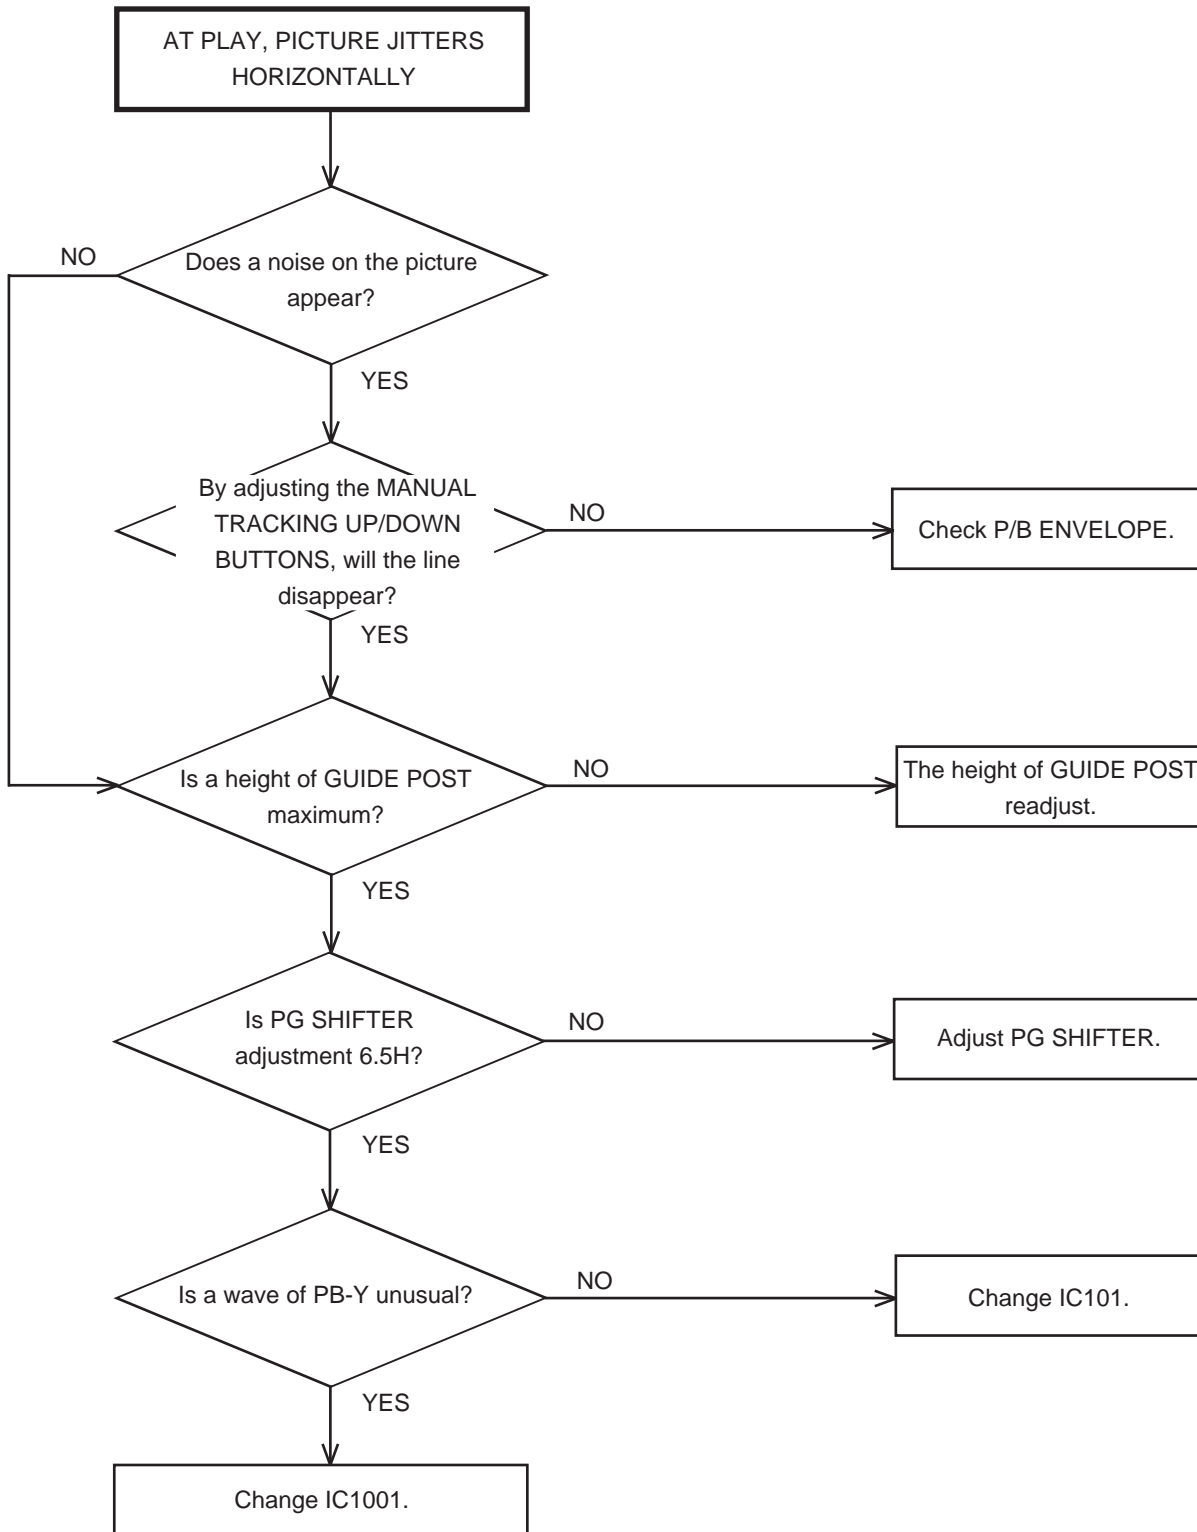 AT PLAY, PICTURE JITTERS
HORIZONTALLY
NO
Does a noise on the picture
appear?
YES
By adjusting the MANUAL
TRACKING UP/DOWN
BUTTONS, will the line
disappear?
NO
Check P/B ENVELOPE.
YES
Is a height of GUIDE POST
maximum?
NO
The height of GUIDE POST
readjust.
YES
Is PG SHIFTER
adjustment 6.5H?
NO
Adjust PG SHIFTER.
YES
Is a wave of PB-Y unusual?
NO
Change IC101.
YES
Change IC1001.